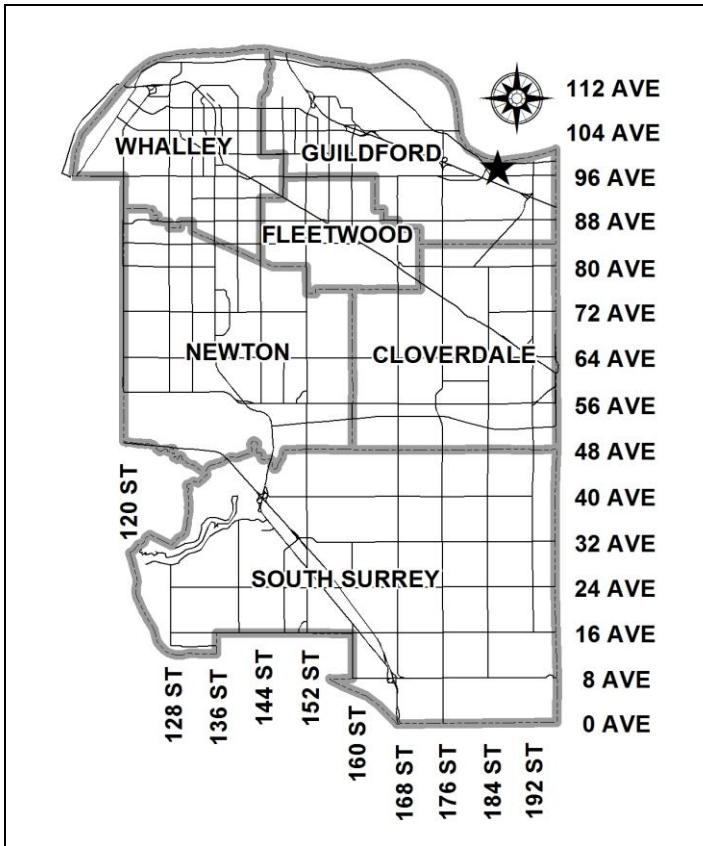 112 AVE
104 AVE
WHALLEY
GUILDFORD
96 AVE
88 AVE
FLEETWOOD
80 AVE
72 AVE
NEWTON
CLOVERDALE
64 AVE
56 AVE
48 AVE
120 ST
40 AVE
32 AVE
SOUTH SURREY
24 AVE
16 AVE
8 AVE
0 AVE
128 ST
136 ST
144 ST
152 ST
160 ST
168 ST
176 ST
184 ST
192 ST